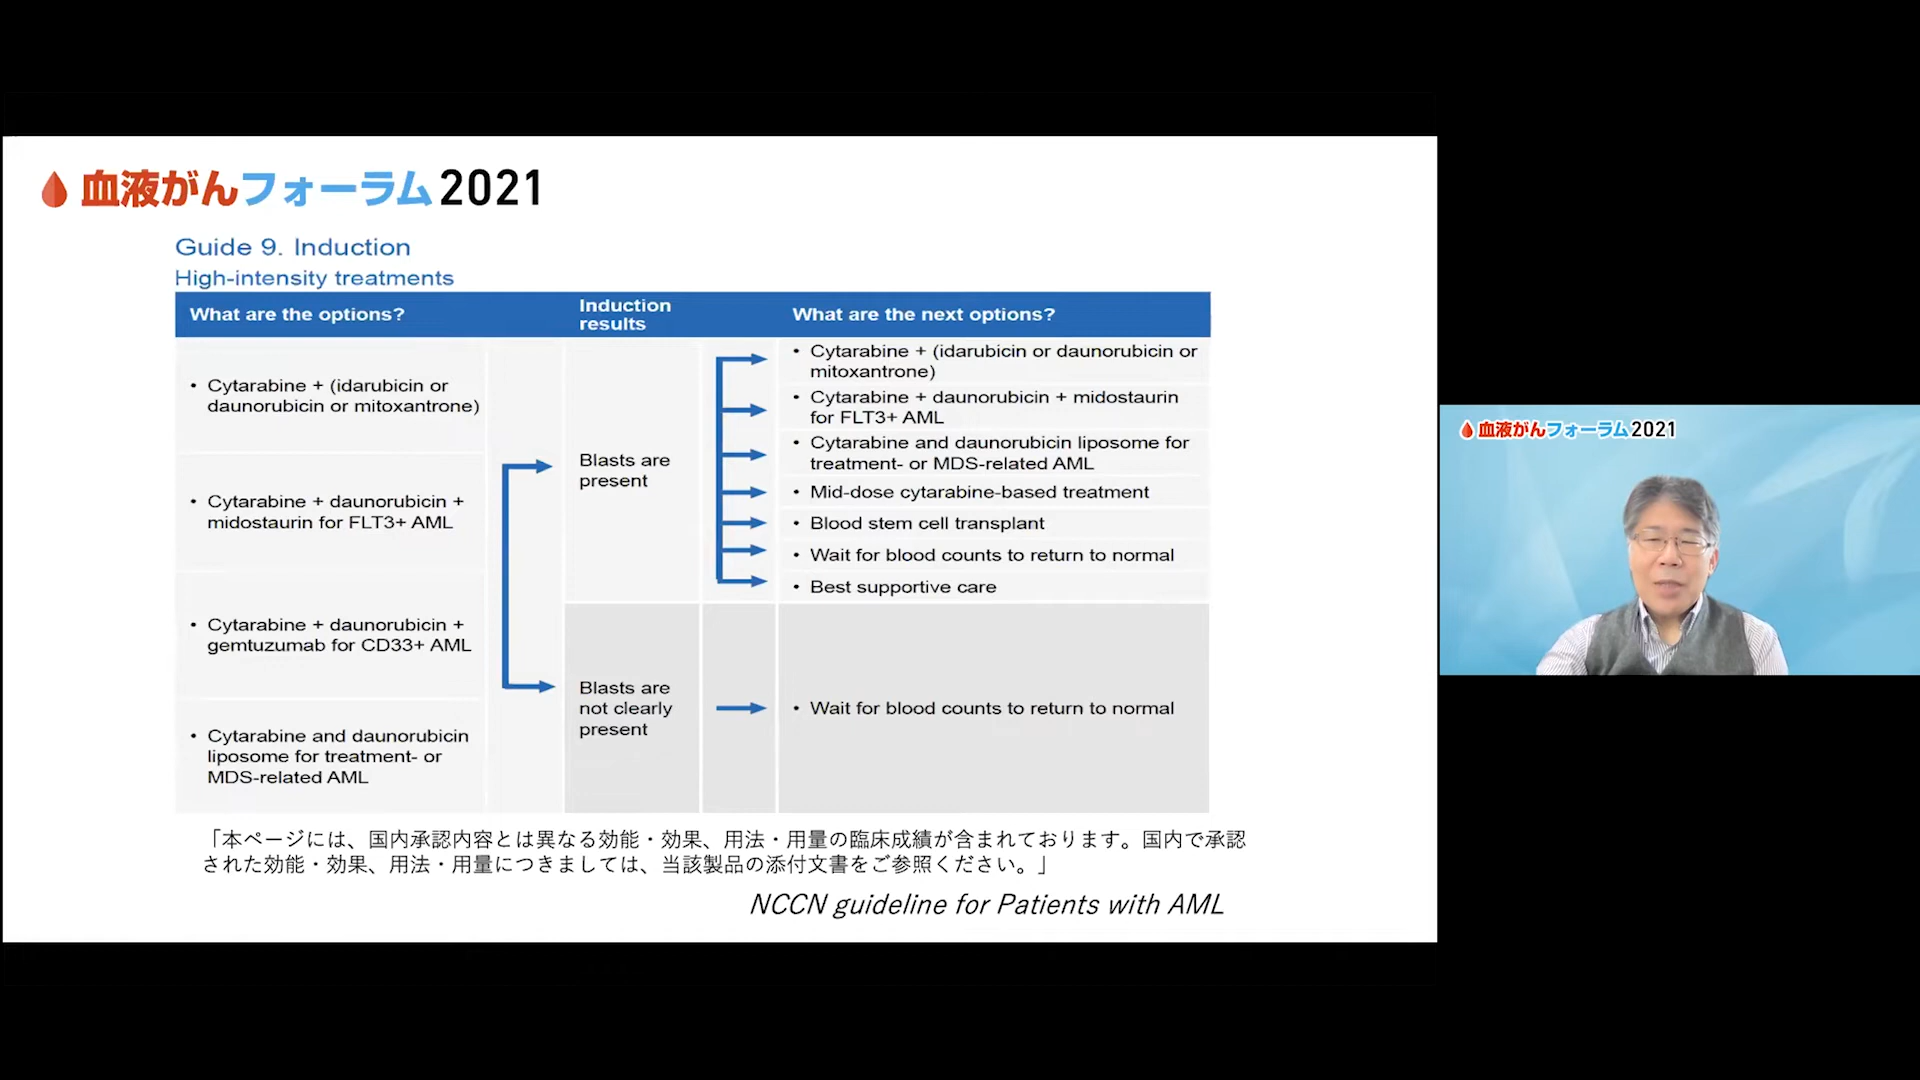 血液がんフォーラム2021
Guide 9. Induction
High-intensity treatments
What are the options?
Induction
results
What are the next options?
• Cytarabine + (idarubicin or
daunorubicin or mitoxantrone)
• Cytarabine + daunorubicin +
midostaurin for FLT3+ AML
• Cytarabine + daunorubicin +
gemtuzumab for CD33+ AML
• Cytarabine and daunorubicin
liposome for treatment- or
MDS-related AML
Blasts are
present
• Cytarabine + (idarubicin or daunorubicin or
mitoxantrone)
• Cytarabine + daunorubicin + midostaurin
for FLT3+ AML
• Cytarabine and daunorubicin liposome for
treatment- or MDS-related AML
• Mid-dose cytarabine-based treatment
• Blood stem cell transplant
• Wait for blood counts to return to normal
• Best supportive care
Blasts are
not clearly
present
• Wait for blood counts to return to normal
「本ページには、国内承認内容とは異なる効能・効果、用法・用量の臨床成績が含まれております。国内で承認
された効能・効果、用法・用量につきましては、当該製品の添付文書をご参照ください。」
NCCN guideline for Patients with AML
血液がんフォーラム2021